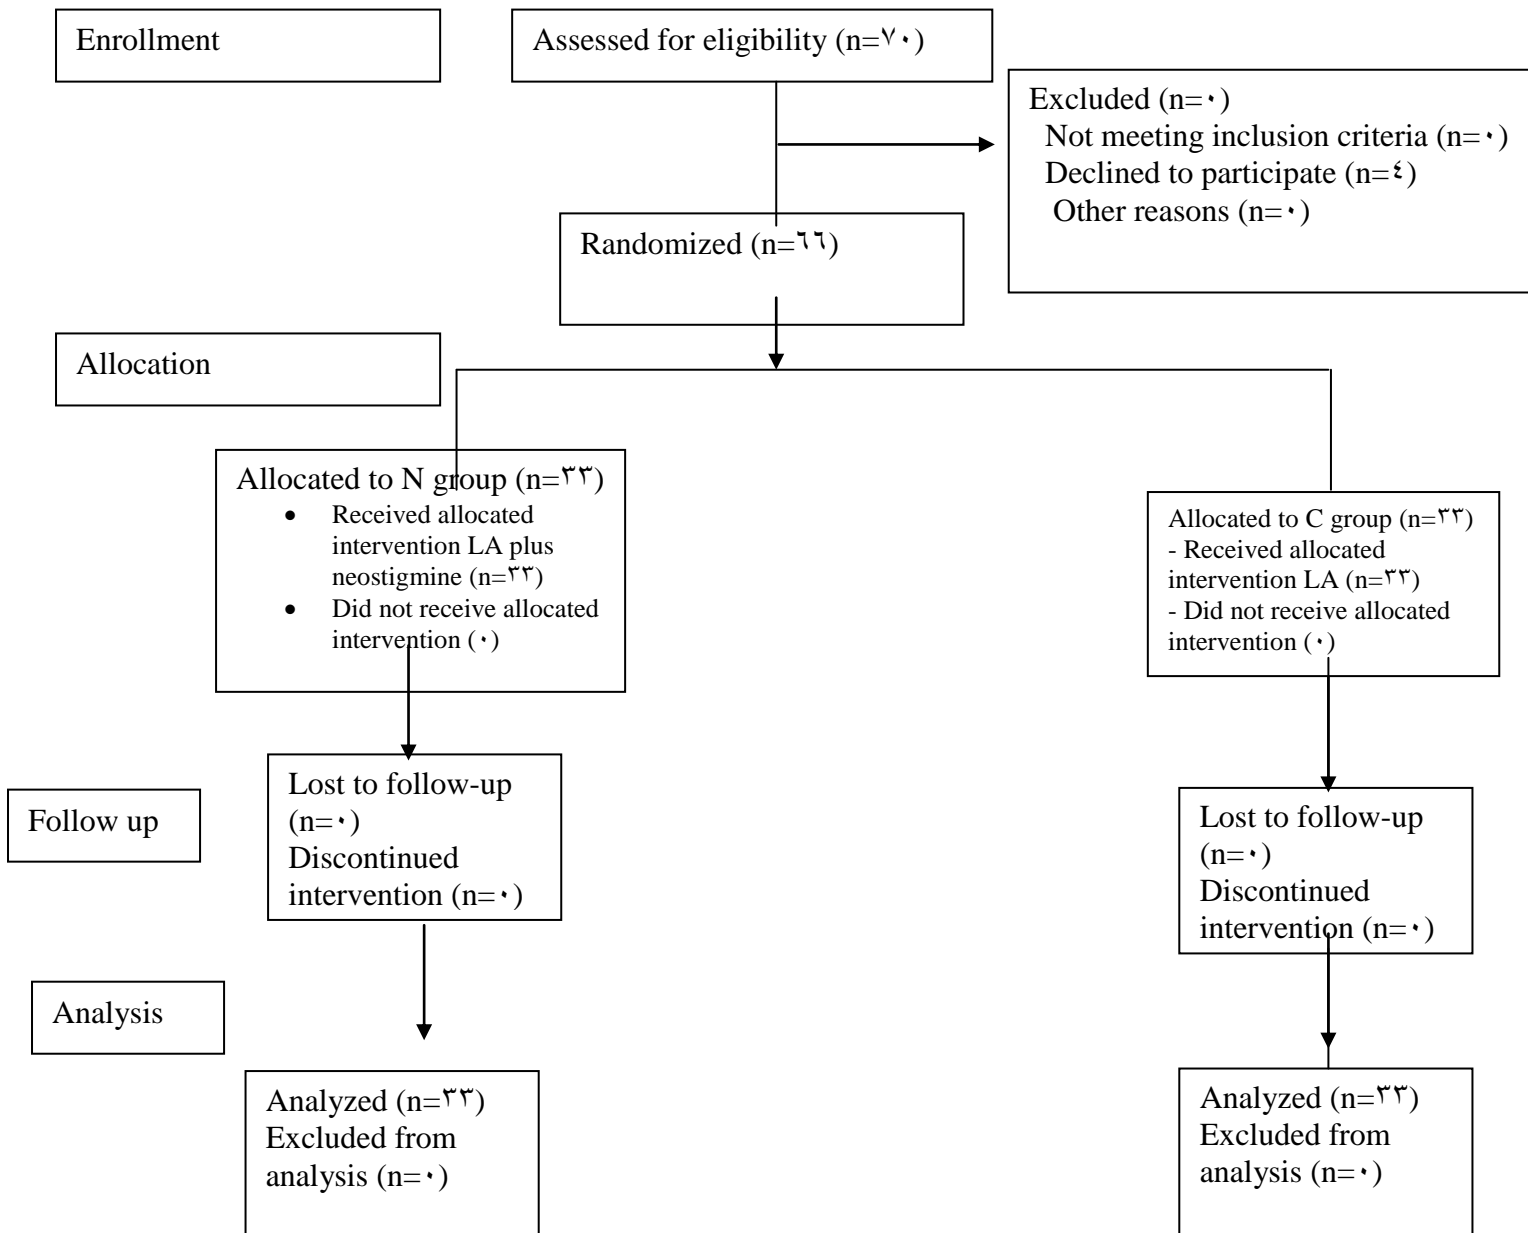 Enrollment
Assessed for eligibility (n=٧٠)
Excluded (n=٠)
Not meeting inclusion criteria (n=٠)
Declined to participate (n=٤)
Other reasons (n=٠)
Randomized (n=٦٦)
Allocation
Allocated to N group (n=٣٣)
• Received allocated
intervention LA plus
neostigmine (n=٣٣)
• Did not receive allocated
intervention (٠)
Allocated to C group (n=٣٣)
- Received allocated
intervention LA (n=٣٣)
- Did not receive allocated
intervention (٠)
Follow up
Lost to follow-up
(n=٠)
Discontinued
intervention (n=٠)
Lost to follow-up
(n=٠)
Discontinued
intervention (n=٠)
Analysis
Analyzed (n=٣٣)
Excluded from
analysis (n=٠)
Analyzed (n=٣٣)
Excluded from
analysis (n=٠)